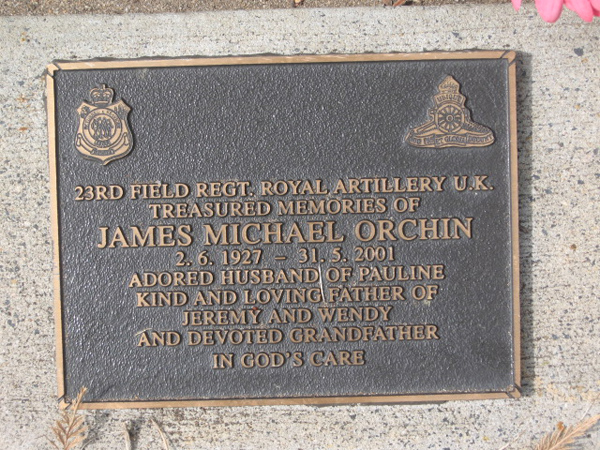 23RD FIELD REGT. ROYAL ARTILLERY U.K.
TREASURED MEMORIES OF
JAMES MICHAEL ORCHIN
2. 6. 1927 – 31. 5. 2001
ADORED HUSBAND OF PAULINE
KIND AND LOVING FATHER OF
JEREMY AND WENDY
AND DEVOTED GRANDFATHER
IN GOD'S CARE